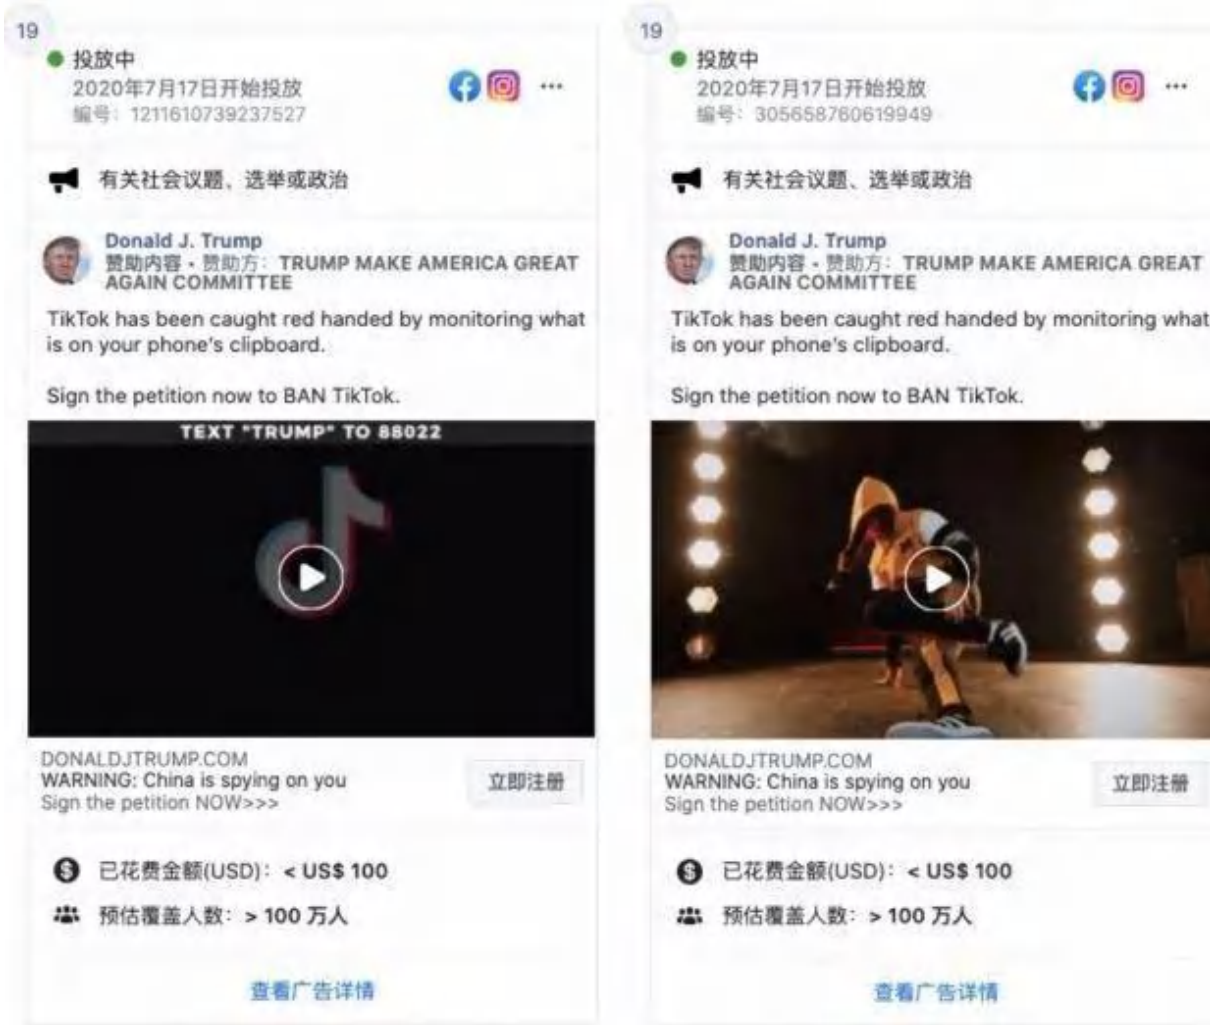 19
投放中
2020年7月17日开始投放
编号：1211610739237527
有关社会议题、选举或政治
Donald J. Trump
赞助内容·赞助方：TRUMP MAKE AMERICA GREAT
AGAIN COMMITTEE
TikTok has been caught red handed by monitoring what
is on your phone's clipboard.
Sign the petition now to BAN TikTok.
TEXT "TRUMP" TO 88022
DONALDJTRUMP.COM
WARNING: China is spying on you
Sign the petition NOW>>>
立即注册
已花费金额(USD)：< US$ 100
预估覆盖人数：> 100 万人
查看广告详情
19
投放中
2020年7月17日开始投放
编号：305658760619949
有关社会议题、选举或政治
Donald J. Trump
赞助内容·赞助方：TRUMP MAKE AMERICA GREAT
AGAIN COMMITTEE
TikTok has been caught red handed by monitoring what
is on your phone's clipboard.
Sign the petition now to BAN TikTok.
DONALDJTRUMP.COM
WARNING: China is spying on you
Sign the petition NOW>>>
立即注册
已花费金额(USD)：< US$ 100
预估覆盖人数：> 100 万人
查看广告详情